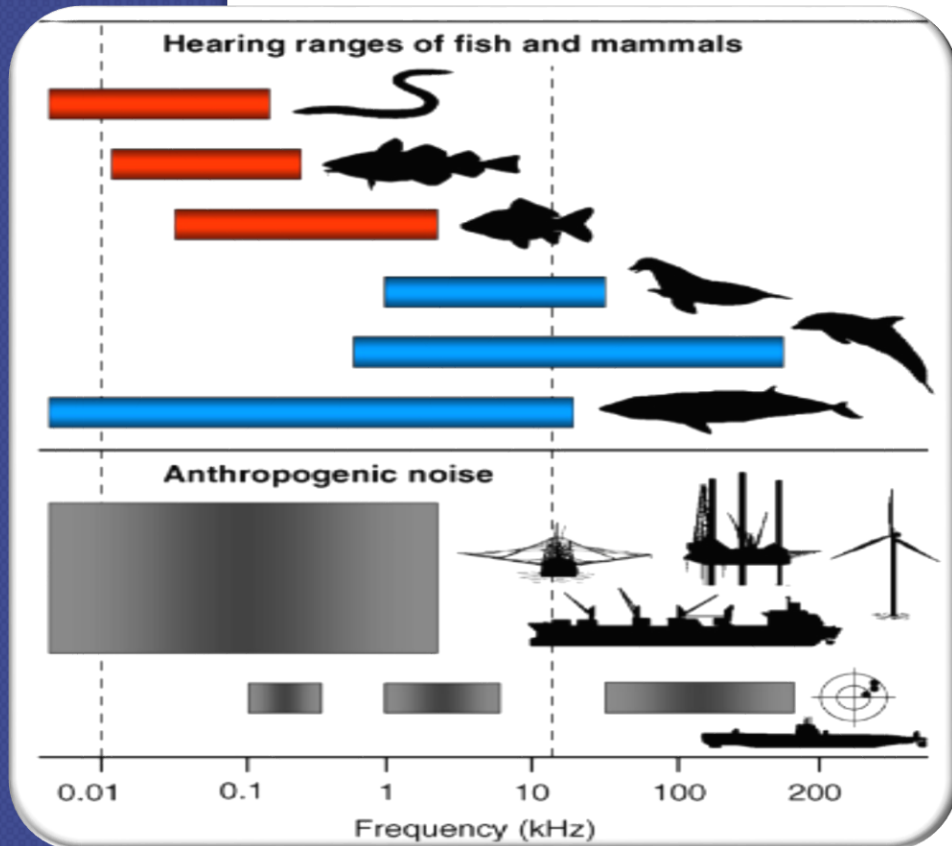 Hearing ranges of fish and mammals
Anthropogenic noise
0.01 0.1 1 10 100 200
Frequency (kHz)